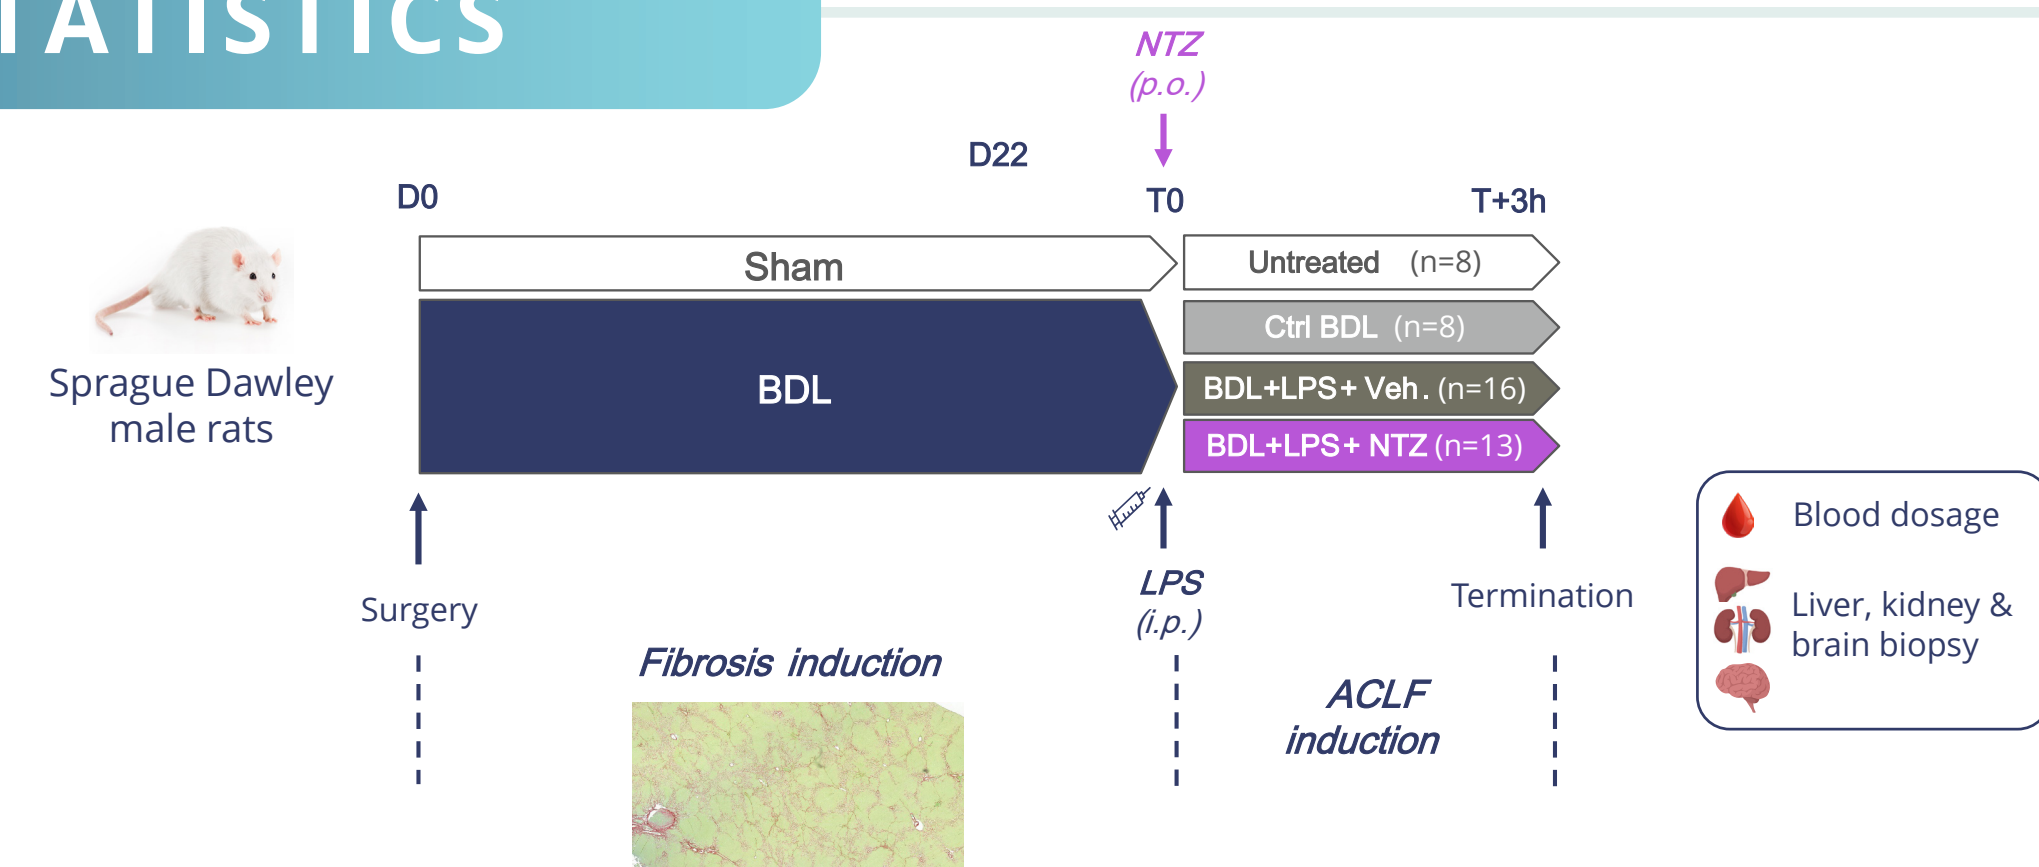 TATISTICS
NTZ
(p.o.)
D22
D0
T0
T+3h
Sham
Untreated (n=8)
Ctrl BDL (n=8)
BDL
BDL+LPS+ Veh. (n=16)
BDL+LPS+ NTZ (n=13)
Sprague Dawley
male rats
Surgery
LPS
(i.p.)
Termination
Fibrosis induction
ACLF
induction
Blood dosage
Liver, kidney &
brain biopsy